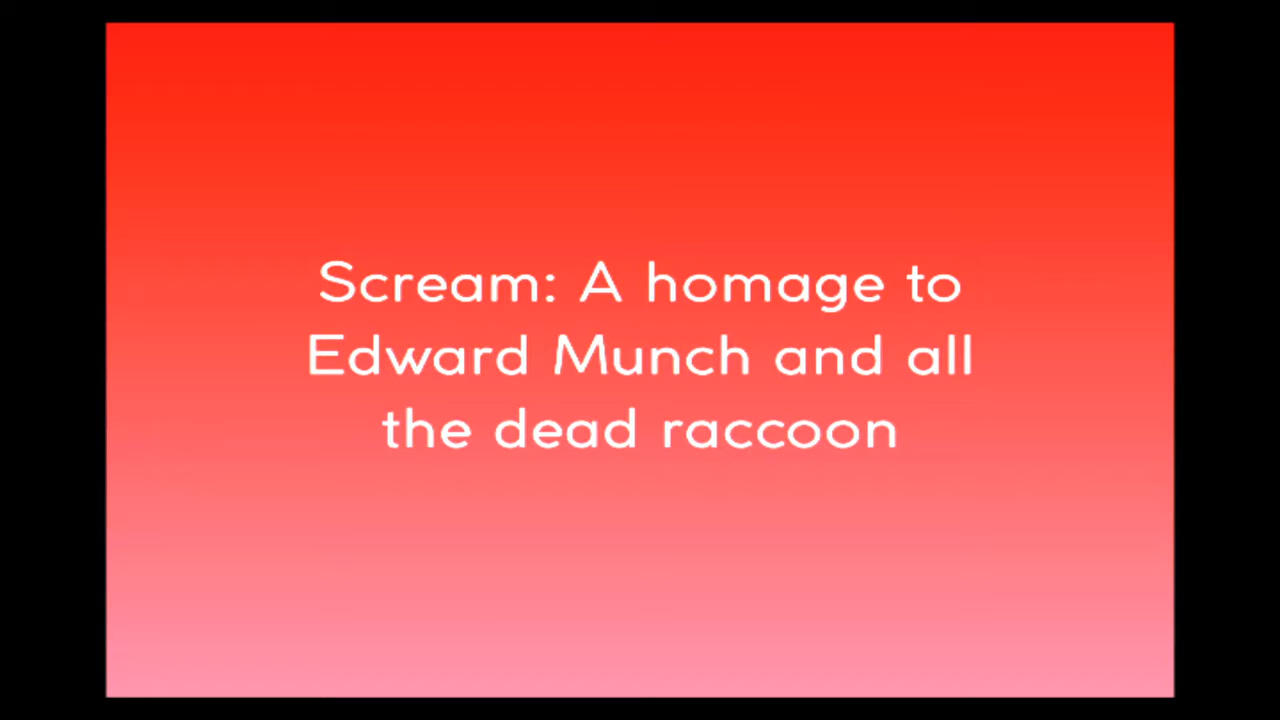 Scream: A homage to
Edward Munch and all
the dead raccoon